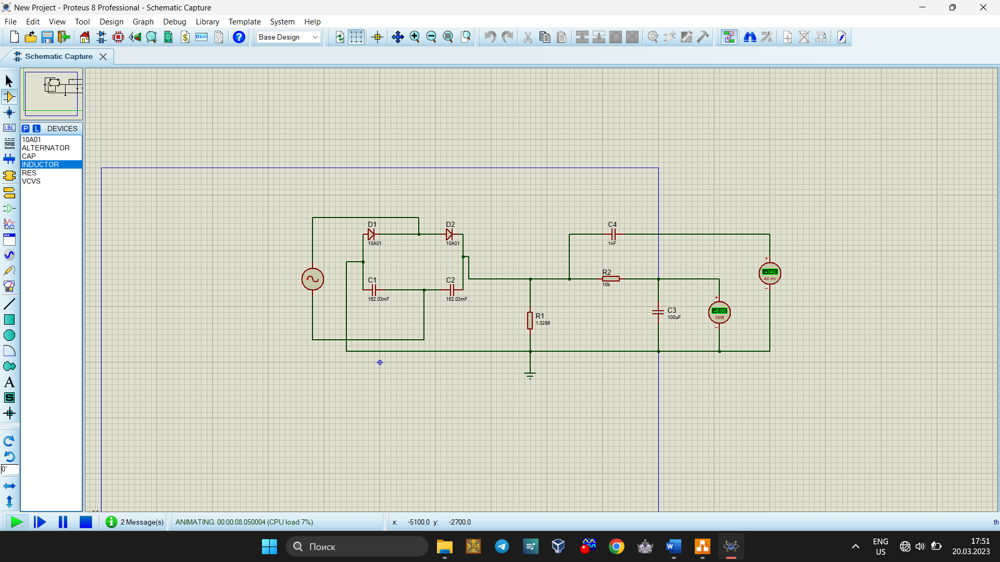 New Project - Proteus 8 Professional - Schematic Capture
File Edit View Tool Design Graph Debug Library Template System Help
Base Design
Schematic Capture
P L DEVICES
10A01
ALTERNATOR
CAP
INDUCTOR
RES
VCVS
LBL
A
S
0°
D1
10A01
D2
10A01
C4
1nF
C1
162.03mF
C2
162.03mF
R2
10k
+140
AC mV
R1
1.0286
C3
100uF
+6.00
Volts
2 Message(s)
ANIMATING: 00:00:08.050004 (CPU load 7%)
x: -5100.0 y: -2700.0
th
Поиск
ENG
US
17:51
20.03.2023